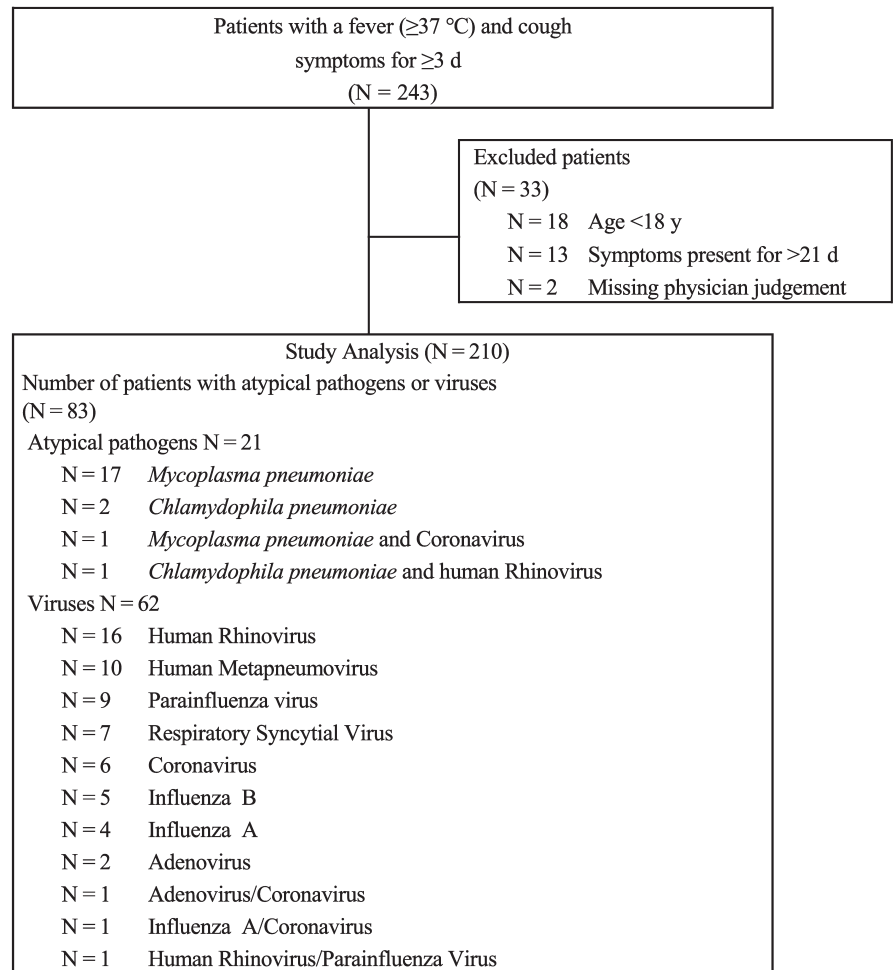 Patients with a fever (≥37 °C) and cough
symptoms for ≥3 d
(N = 243)
Excluded patients
(N = 33)
N = 18 Age <18 y
N = 13 Symptoms present for >21 d
N = 2 Missing physician judgement
Study Analysis (N = 210)
Number of patients with atypical pathogens or viruses
(N = 83)
Atypical pathogens N = 21
N = 17 Mycoplasma pneumoniae
N = 2 Chlamydophila pneumoniae
N = 1 Mycoplasma pneumoniae and Coronavirus
N = 1 Chlamydophila pneumoniae and human Rhinovirus
Viruses N = 62
N = 16 Human Rhinovirus
N = 10 Human Metapneumovirus
N = 9 Parainfluenza virus
N = 7 Respiratory Syncytial Virus
N = 6 Coronavirus
N = 5 Influenza B
N = 4 Influenza A
N = 2 Adenovirus
N = 1 Adenovirus/Coronavirus
N = 1 Influenza A/Coronavirus
N = 1 Human Rhinovirus/Parainfluenza Virus